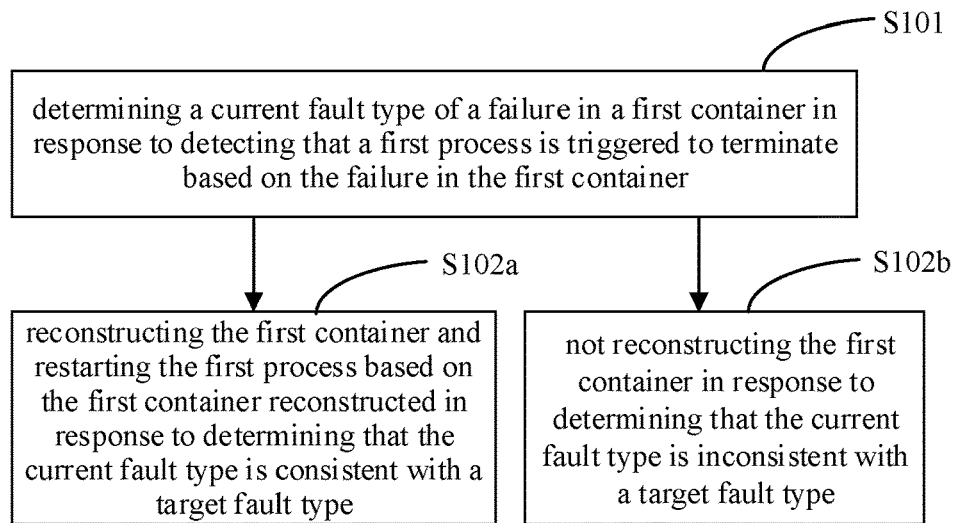 S101
determining a current fault type of a failure in a first container in
response to detecting that a first process is triggered to terminate
based on the failure in the first container
S102a
reconstructing the first container and
restarting the first process based on
the first container reconstructed in
response to determining that the
current fault type is consistent with a
target fault type
S102b
not reconstructing the first
container in response to
determining that the current
fault type is inconsistent with
a target fault type